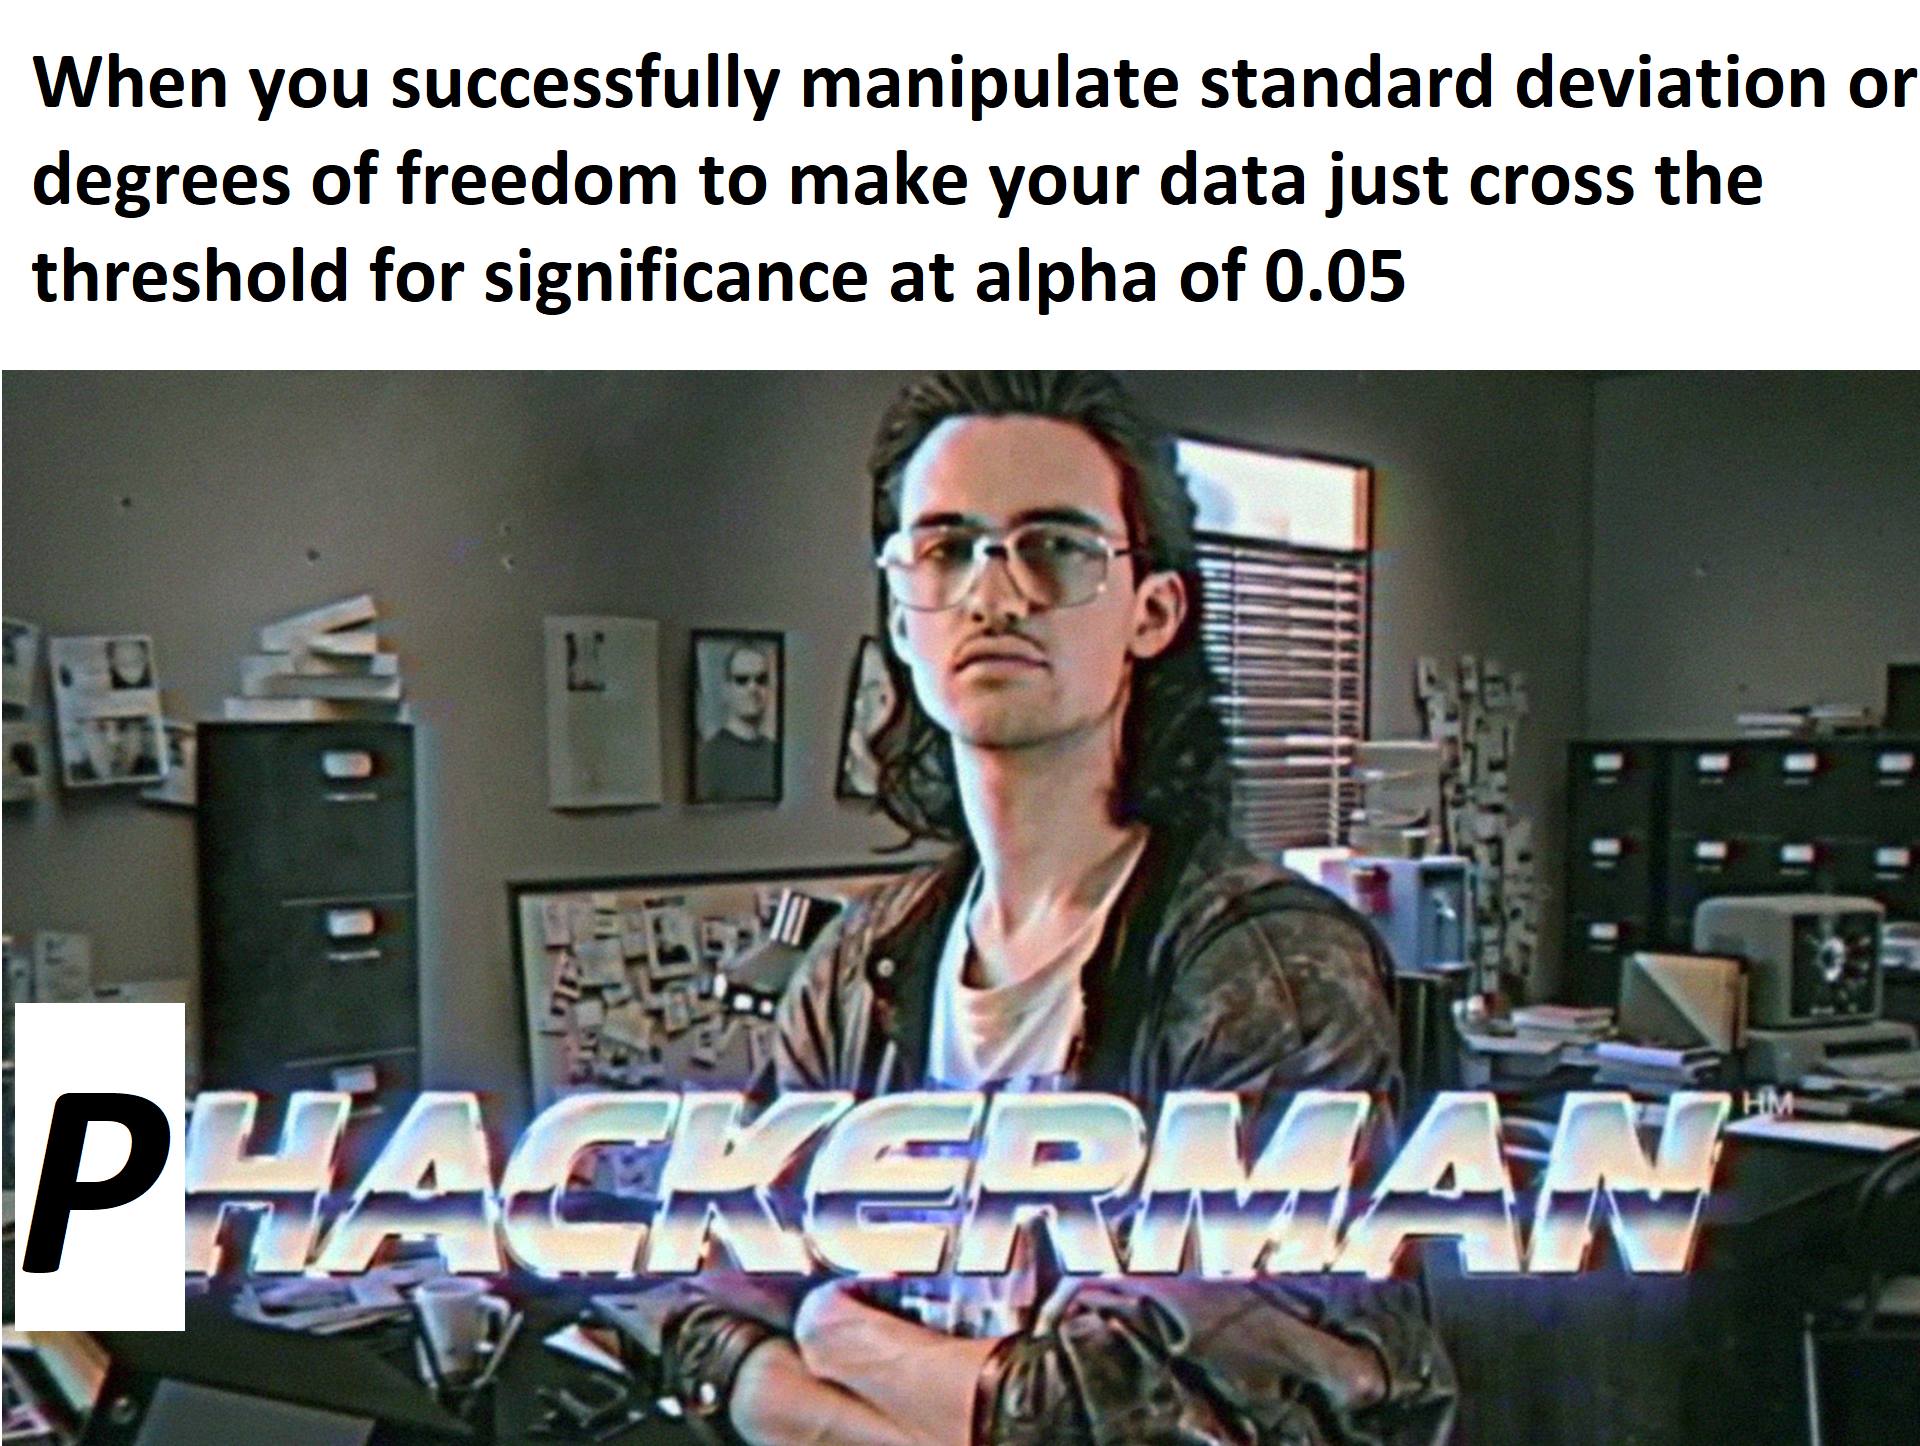 When you successfully manipulate standard deviation or
degrees of freedom to make your data just cross the
threshold for significance at alpha of 0.05
PHACKERMAN HM